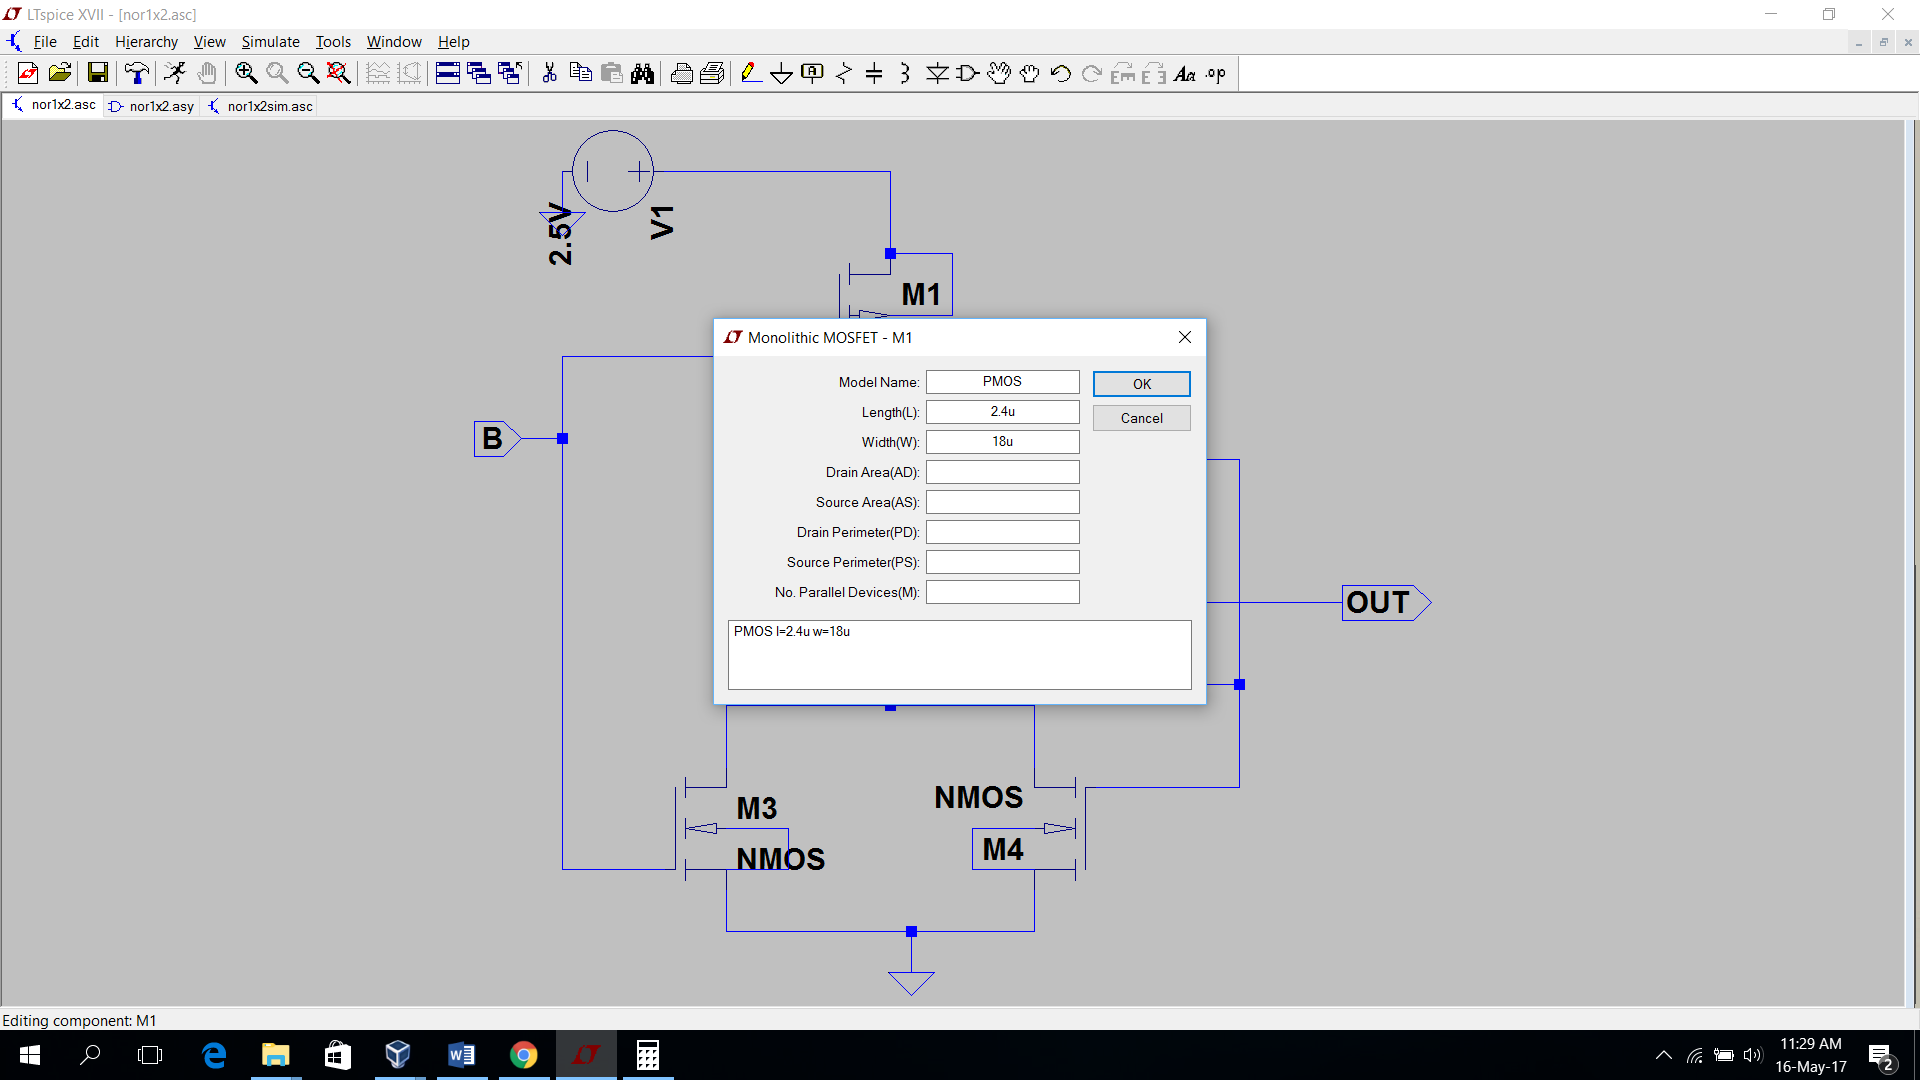 LTspice XVII - [nor1x2.asc]
File Edit Hierarchy View Simulate Tools Window Help
Aa .op
nor1x2.asc nor1x2.asy nor1x2sim.asc
2.5V
V1
M1
Monolithic MOSFET - M1
Model Name: PMOS OK
Length(L): 2.4u Cancel
Width(W): 18u
Drain Area(AD):
Source Area(AS):
Drain Perimeter(PD):
Source Perimeter(PS):
No. Parallel Devices(M):
PMOS l=2.4u w=18u
B
OUT
M3
NMOS
NMOS
M4
Editing component: M1
11:29 AM
16-May-17
2